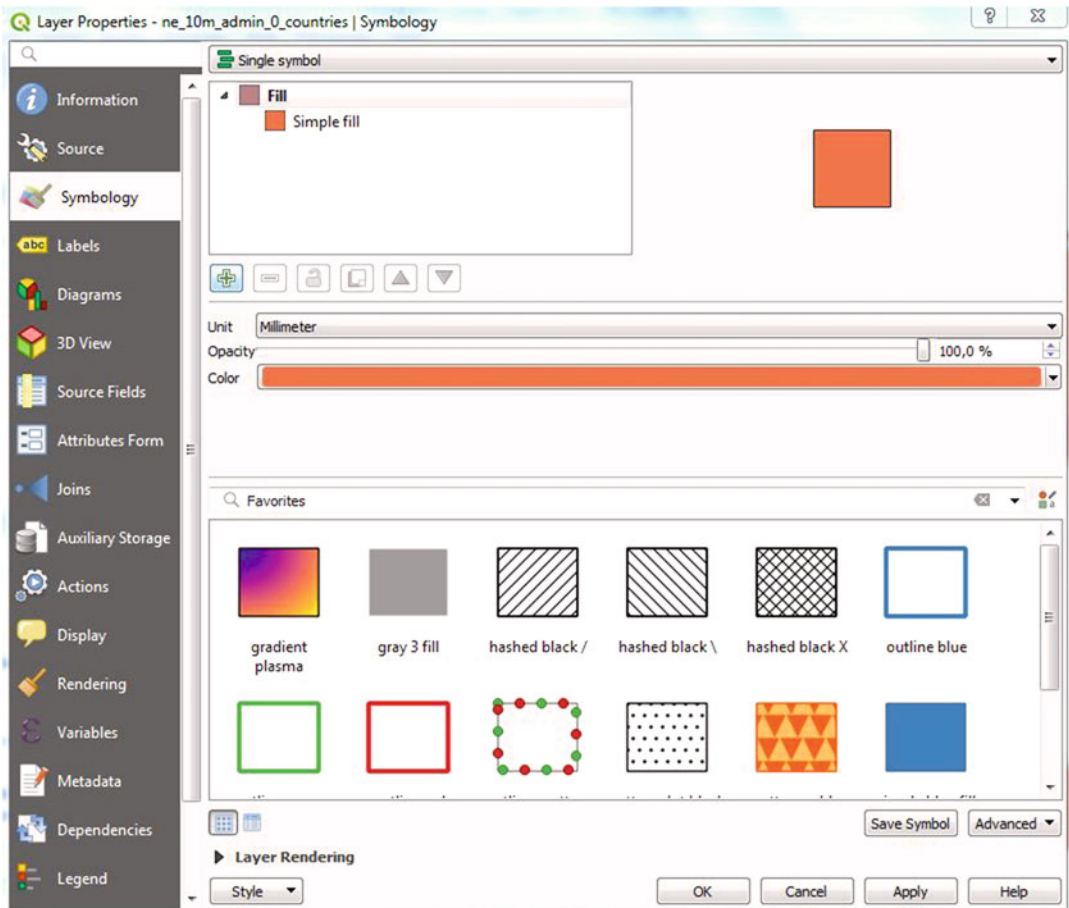 Layer Properties - ne_10m_admin_0_countries | Symbology
Single symbol
Information
Source
Symbology
abc Labels
Diagrams
3D View
Source Fields
Attributes Form
Joins
Auxiliary Storage
Actions
Display
Rendering
Variables
Metadata
Dependencies
Legend
Fill
Simple fill
Unit Millimeter
Opacity 100,0 %
Color
Favorites
gradient
plasma
gray 3 fill
hashed black /
hashed black \
hashed black X
outline blue
Save Symbol
Advanced
Layer Rendering
Style
OK
Cancel
Apply
Help